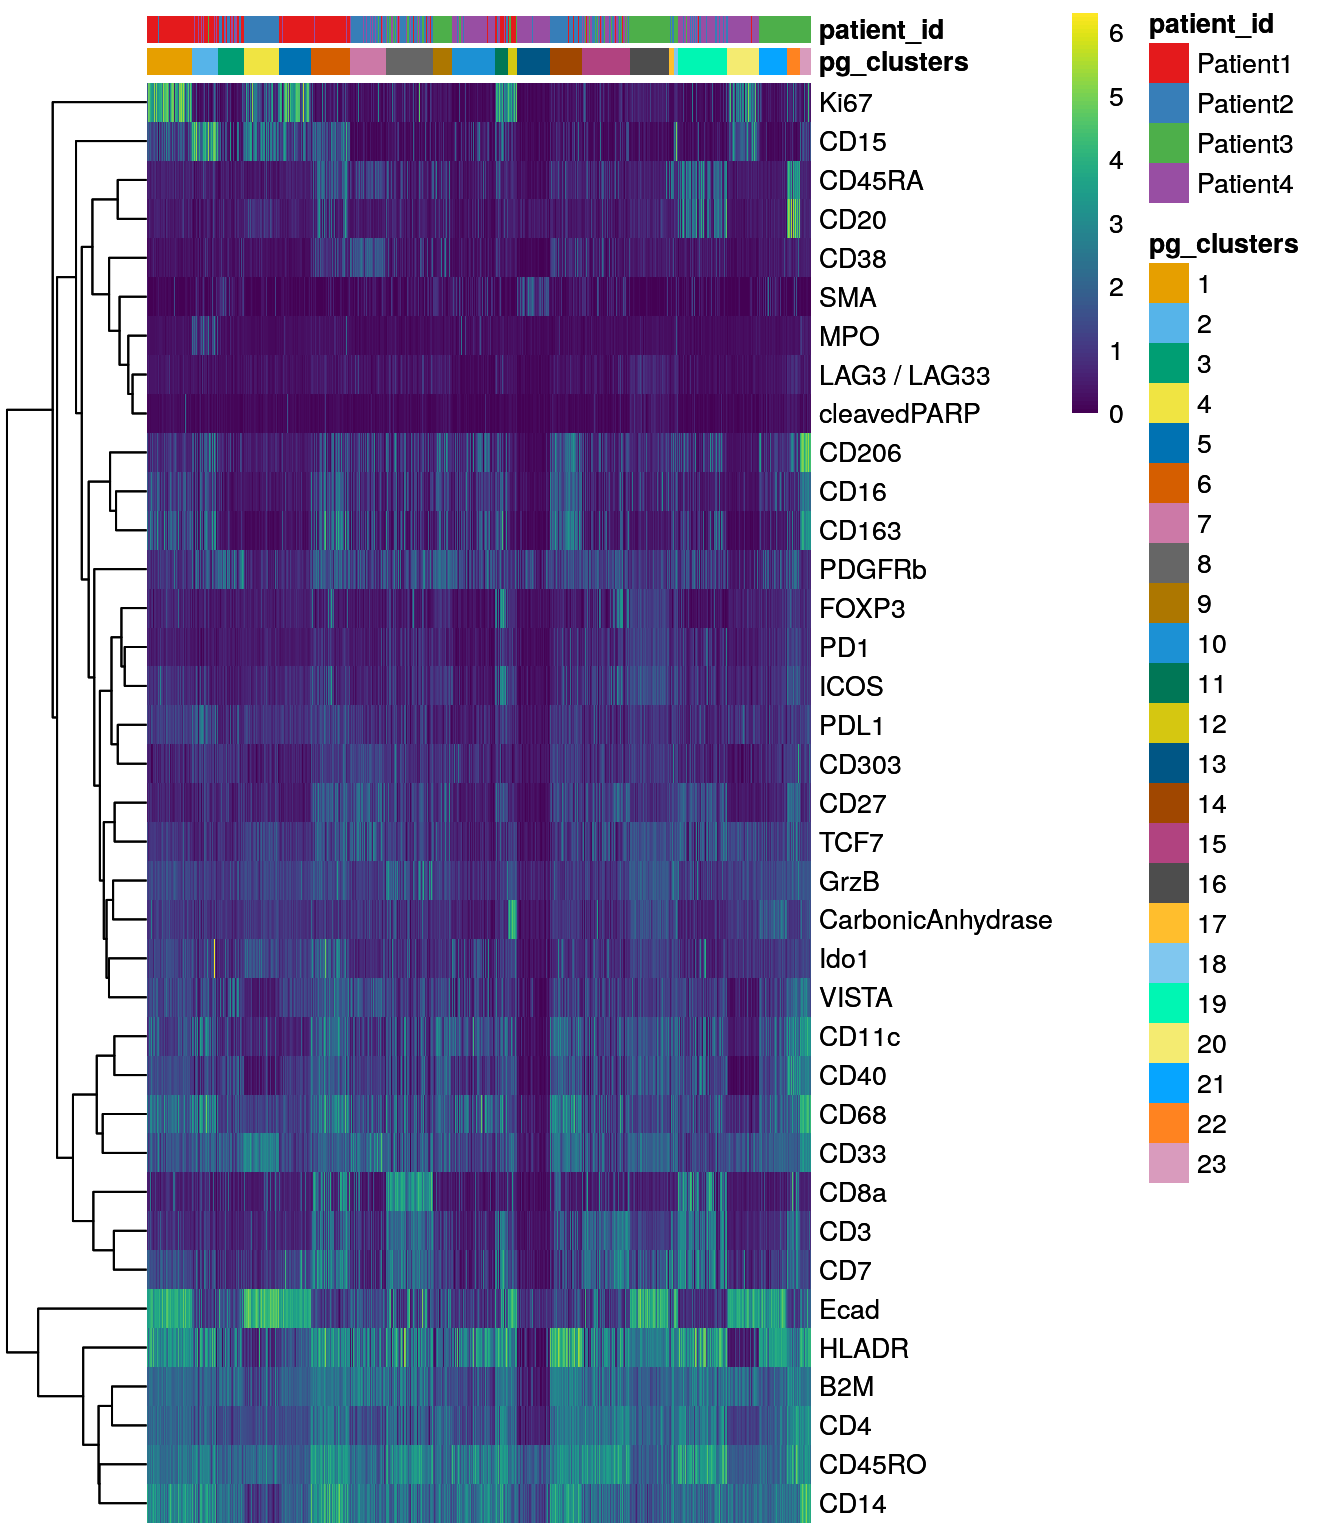 patient_id
pg_clusters
Ki67
CD15
CD45RA
CD20
CD38
SMA
MPO
LAG3 / LAG33
cleavedPARP
CD206
CD16
CD163
PDGFRb
FOXP3
PD1
ICOS
PDL1
CD303
CD27
TCF7
GrzB
CarbonicAnhydrase
Ido1
VISTA
CD11c
CD40
CD68
CD33
CD8a
CD3
CD7
Ecad
HLADR
B2M
CD4
CD45RO
CD14
6
5
4
3
2
1
0
patient_id
Patient1
Patient2
Patient3
Patient4
pg_clusters
1
2
3
4
5
6
7
8
9
10
11
12
13
14
15
16
17
18
19
20
21
22
23